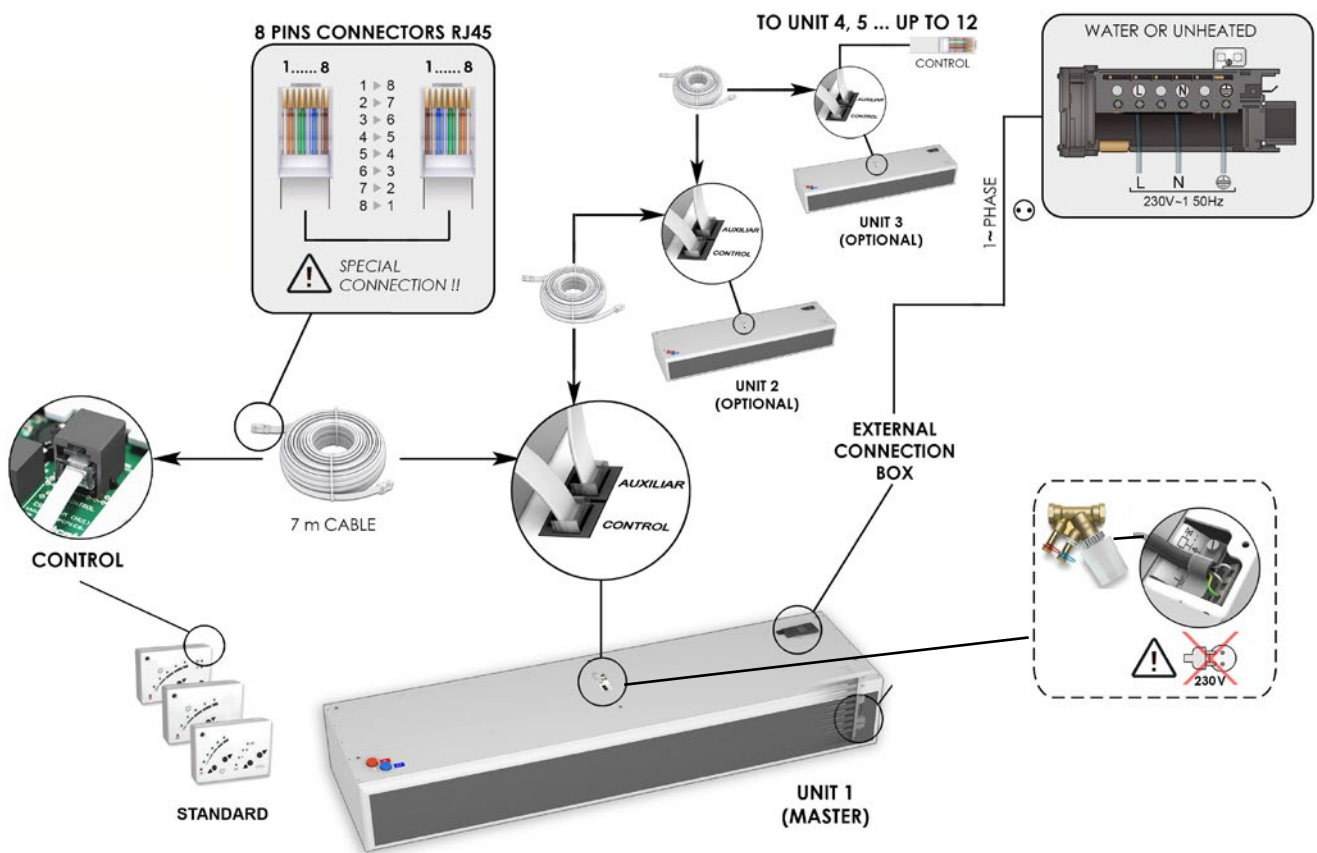 8 PINS CONNECTORS RJ45
1...... 8
1...... 8
1 ▶ 8
2 ▶ 7
3 ▶ 6
4 ▶ 5
5 ▶ 4
6 ▶ 3
7 ▶ 2
8 ▶ 1
SPECIAL
CONNECTION !!
TO UNIT 4, 5 ... UP TO 12
CONTROL
AUXILIAR
CONTROL
UNIT 3
(OPTIONAL)
AUXILIAR
CONTROL
UNIT 2
(OPTIONAL)
WATER OR UNHEATED
L
N
L
N
230V~1 50Hz
1~ PHASE
EXTERNAL
CONNECTION
BOX
CONTROL
7 m CABLE
AUXILIAR
CONTROL
CONTROL
STANDARD
230 V
UNIT 1
(MASTER)